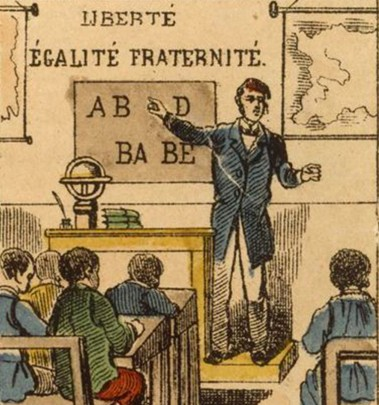 LIBERTÉ
ÉGALITÉ FRATERNITÉ.
AB D
BA BE